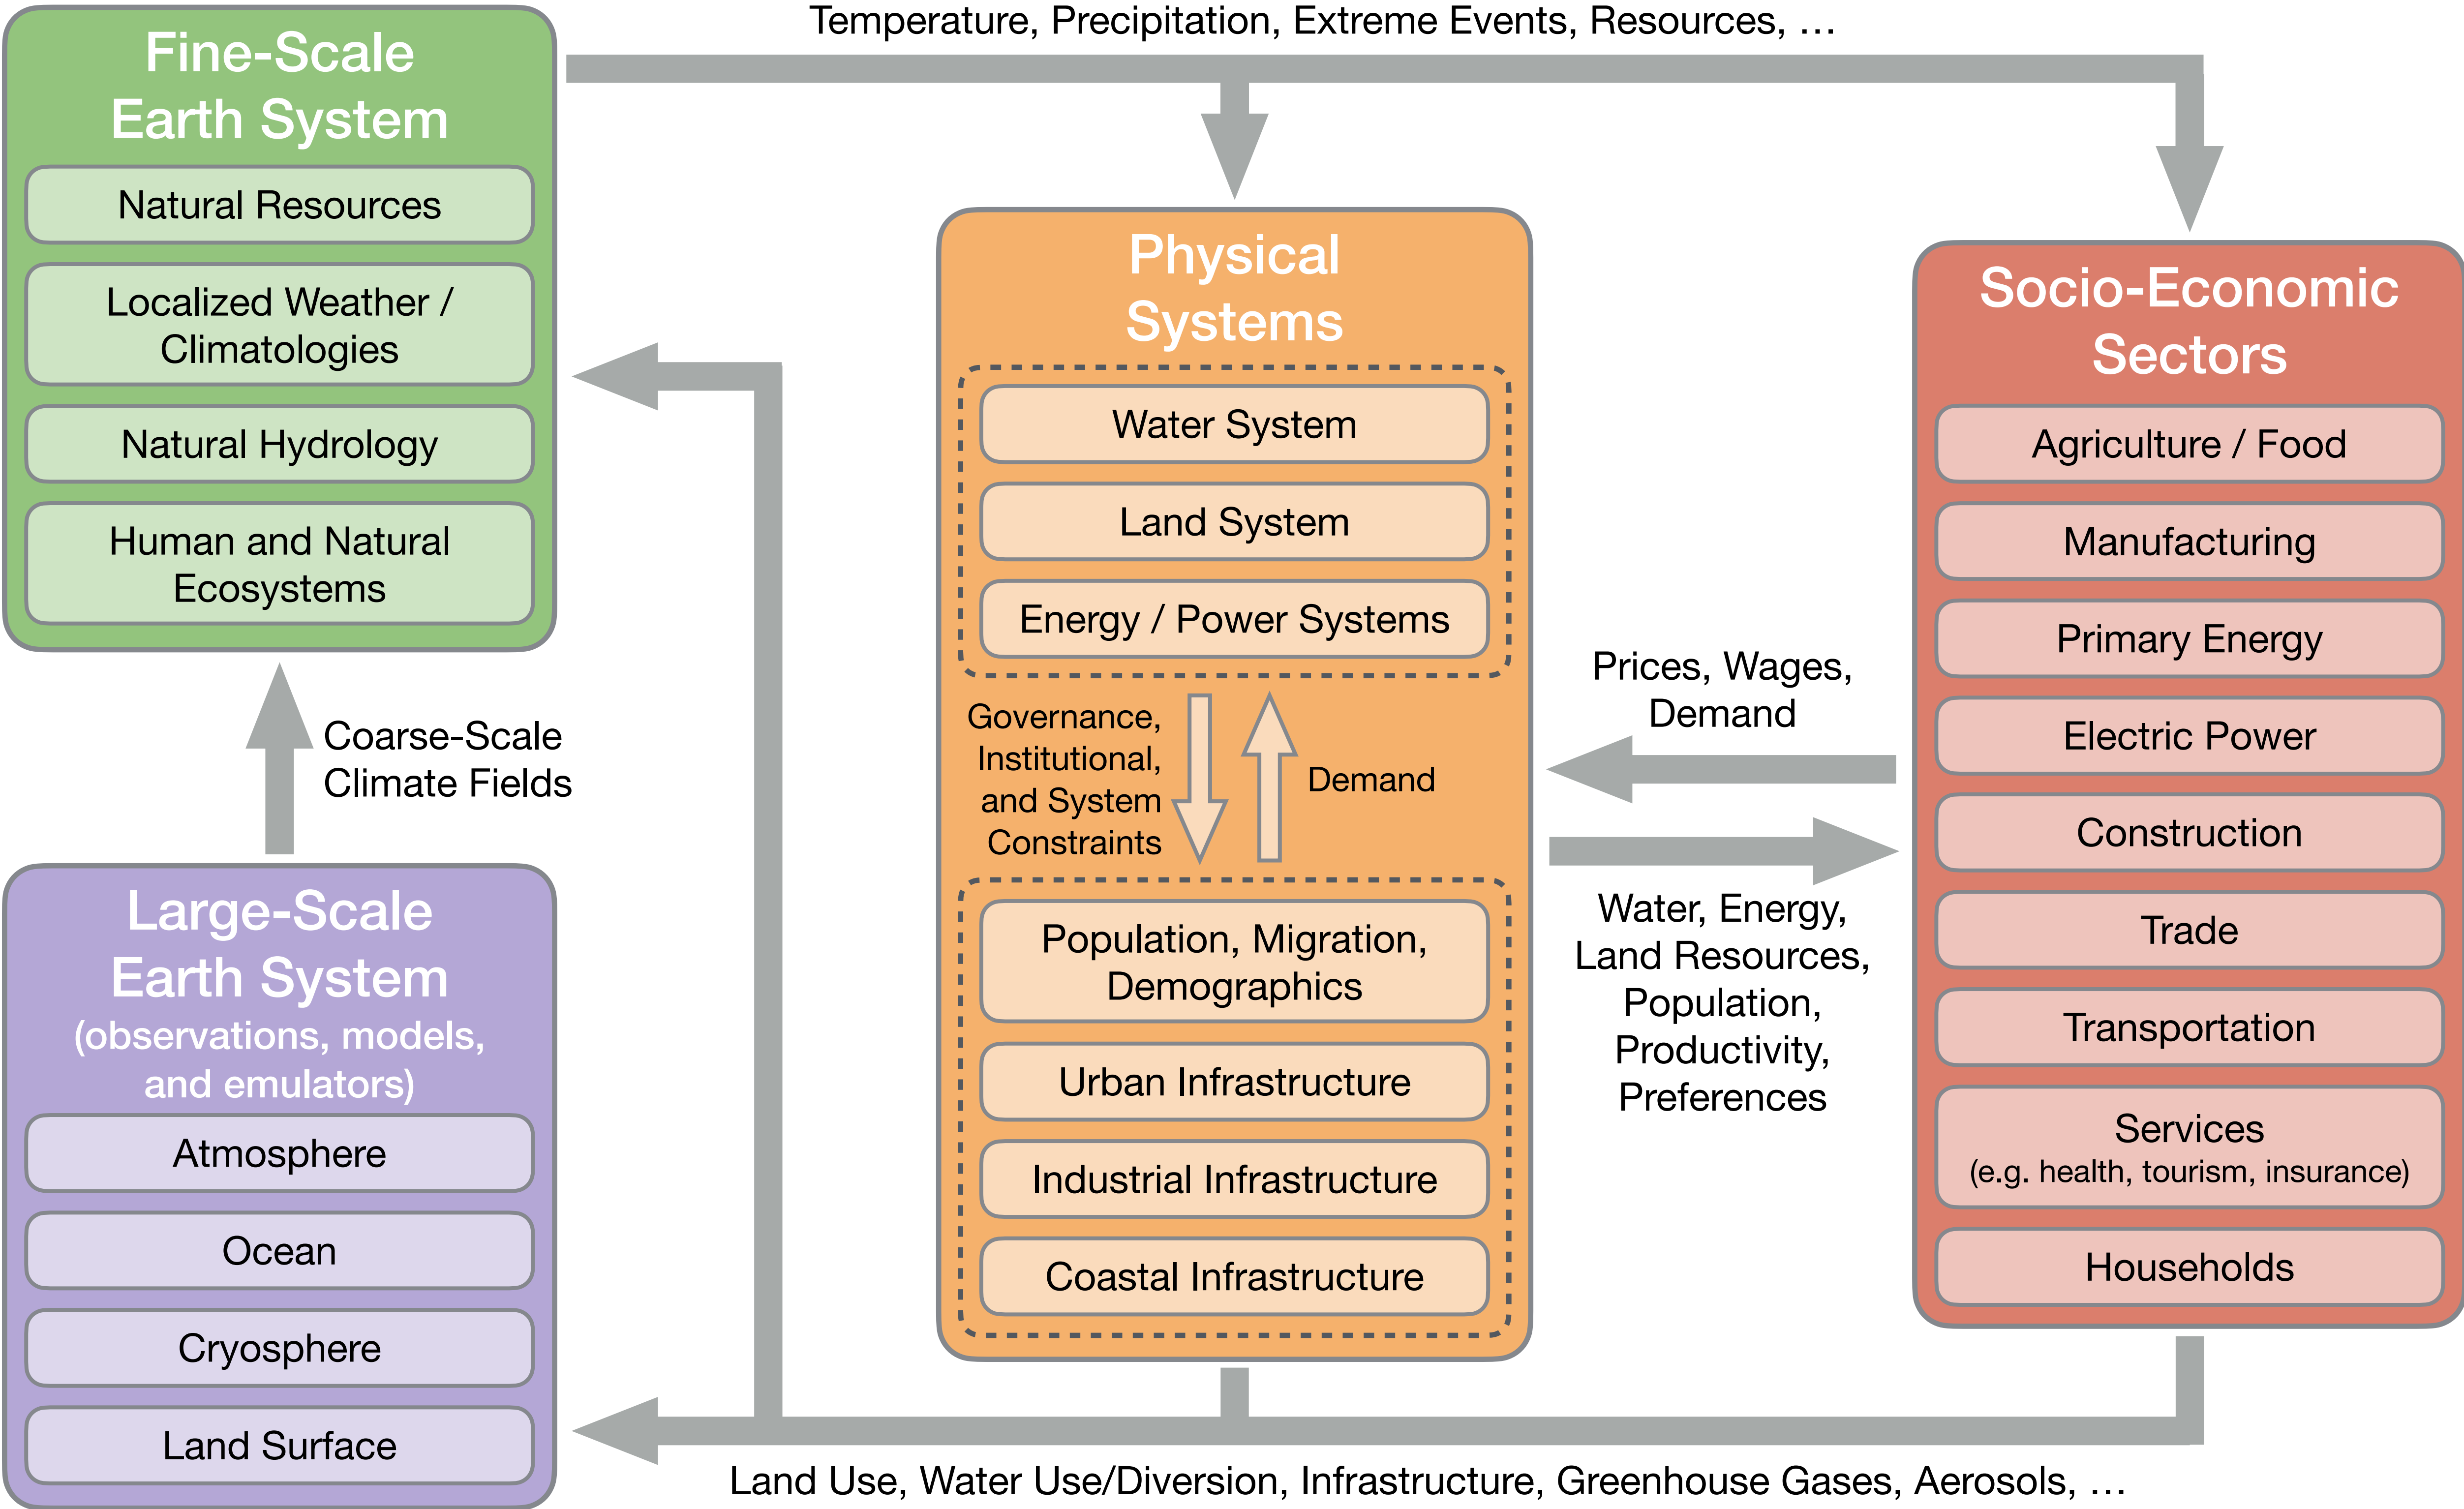 Temperature, Precipitation, Extreme Events, Resources, …
Fine-Scale
Earth System
Natural Resources
Localized Weather /
Climatologies
Natural Hydrology
Human and Natural
Ecosystems
Coarse-Scale
Climate Fields
Large-Scale
Earth System
(observations, models,
and emulators)
Atmosphere
Ocean
Cryosphere
Land Surface
Physical
Systems
Water System
Land System
Energy / Power Systems
Governance,
Institutional,
and System
Constraints
Demand
Population, Migration,
Demographics
Urban Infrastructure
Industrial Infrastructure
Coastal Infrastructure
Prices, Wages,
Demand
Water, Energy,
Land Resources,
Population,
Productivity,
Preferences
Socio-Economic
Sectors
Agriculture / Food
Manufacturing
Primary Energy
Electric Power
Construction
Trade
Transportation
Services
(e.g. health, tourism, insurance)
Households
Land Use, Water Use/Diversion, Infrastructure, Greenhouse Gases, Aerosols, …